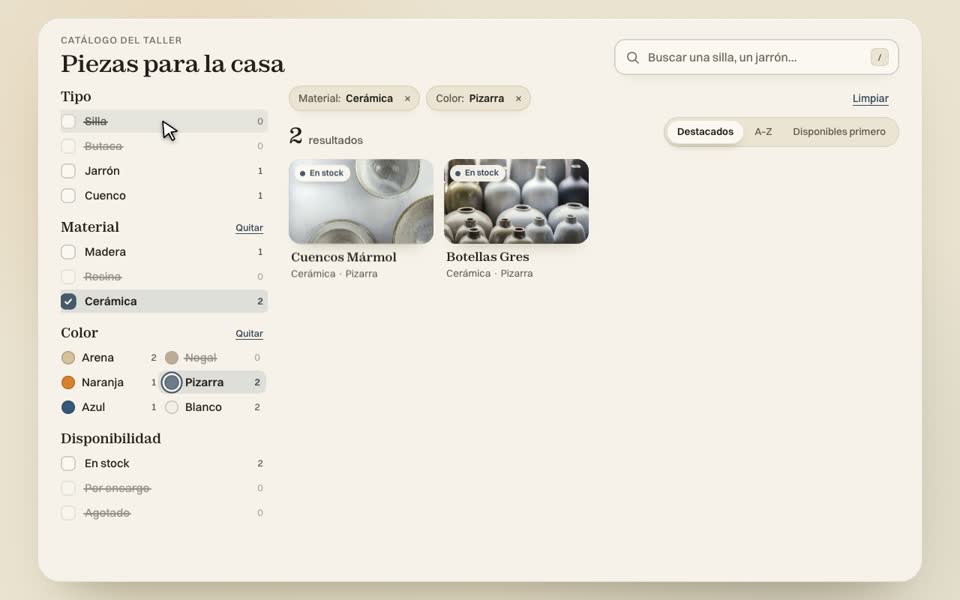 CATÁLOGO DEL TALLER
Piezas para la casa
Buscar una silla, un jarrón... /
Tipo
Silla 0
Butaca 0
Jarrón 1
Cuenco 1
Material Quitar
Madera 1
Resina 0
Cerámica 2
Color Quitar
Arena 2
Nogal 0
Naranja 1
Pizarra 2
Azul 1
Blanco 2
Disponibilidad
En stock 2
Por encargo 0
Agotado 0
Material: Cerámica ×
Color: Pizarra ×
Limpiar
2 resultados
Destacados A–Z Disponibles primero
En stock
Cuencos Mármol
Cerámica · Pizarra
En stock
Botellas Gres
Cerámica · Pizarra